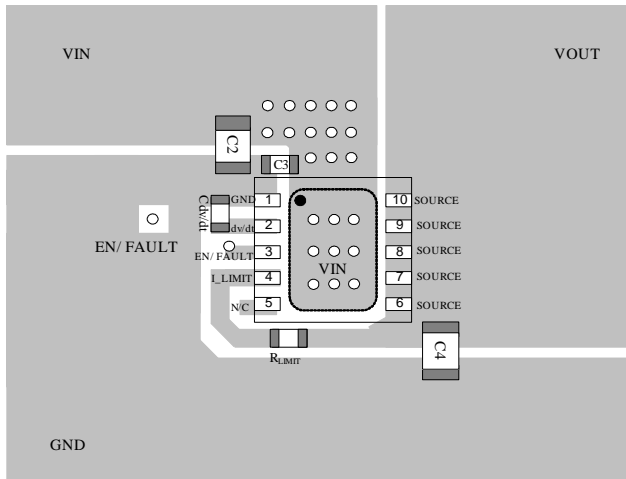 VIN
VOUT
C2
C3
Cdv/dt
GND 1
10 SOURCE
dv/dt 2
9 SOURCE
EN/ FAULT
EN/ FAULT 3
8 SOURCE
VIN
I_LIMIT 4
7 SOURCE
N/C 5
6 SOURCE
RLIMIT
C4
GND